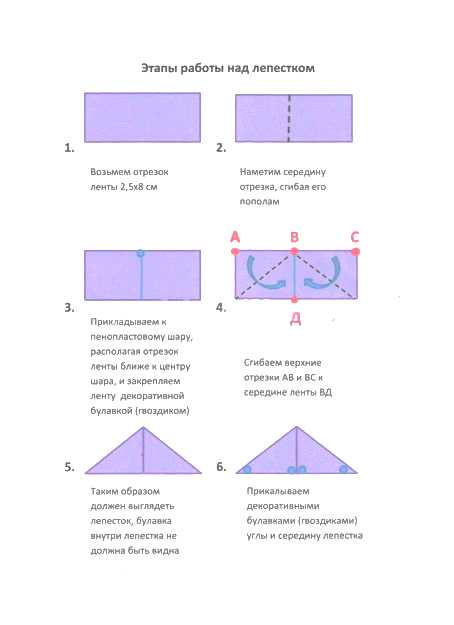 Этапы работы над лепестком
1.
Возьмем отрезок
ленты 2,5х8 см
2.
Наметим середину
отрезка, сгибая его
пополам
3.
Прикладываем к
пенопластовому шару,
располагая отрезок
ленты ближе к центру
шара, и закрепляем
ленту декоративной
булавкой (гвоздиком)
А В С
4.
Д
Сгибаем верхние
отрезки АВ и ВС к
середине ленты ВД
5.
Таким образом
должен выглядеть
лепесток, булавка
внутри лепестка не
должна быть видна
6.
Прикалываем
декоративными
булавками (гвоздиками)
углы и середину лепестка